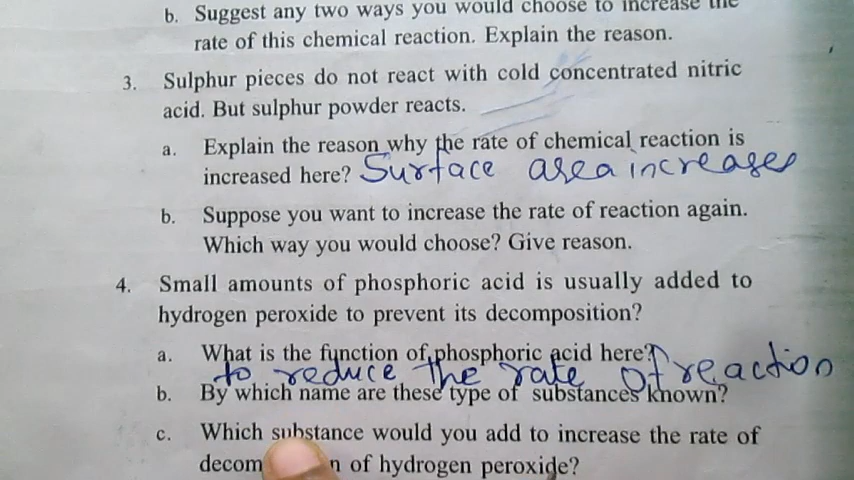 b. Suggest any two ways you would choose to increase the
rate of this chemical reaction. Explain the reason.
3. Sulphur pieces do not react with cold concentrated nitric
acid. But sulphur powder reacts.
a. Explain the reason why the rate of chemical reaction is
increased here? Surface area increases
b. Suppose you want to increase the rate of reaction again.
Which way you would choose? Give reason.
4. Small amounts of phosphoric acid is usually added to
hydrogen peroxide to prevent its decomposition?
a. What is the function of phosphoric acid here?
to reduce the rate of reaction
b. By which name are these type of substances known?
c. Which substance would you add to increase the rate of
of hydrogen peroxide?